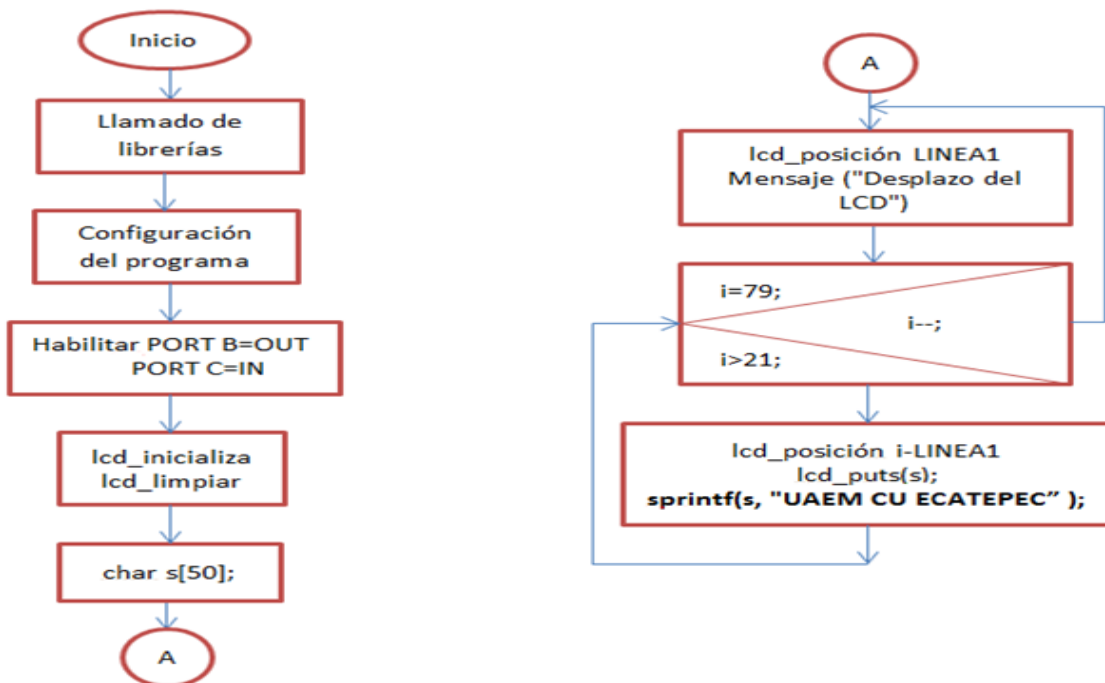 Inicio
Llamado de
librerías
Configuración
del programa
Habilitar PORT B=OUT
PORT C=IN
lcd_inicializa
lcd_limpiar
char s[50];
A
A
lcd_posición LINEA1
Mensaje ("Desplazo del
LCD")
i=79;
i--;
i>21;
lcd_posición i-LINEA1
lcd_puts(s);
sprintf(s, "UAEM CU ECATEPEC” );